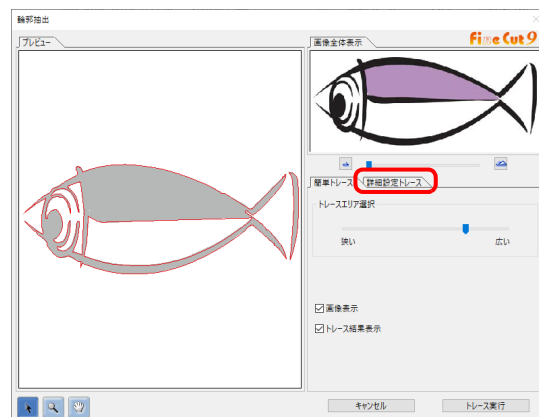 輪郭抽出
プレビュー
画像全体表示
Fine Cut 9
簡単トレース
詳細設定トレース
トレースエリア選択
狭い
広い
画像表示
トレース結果表示
キャンセル
トレース実行